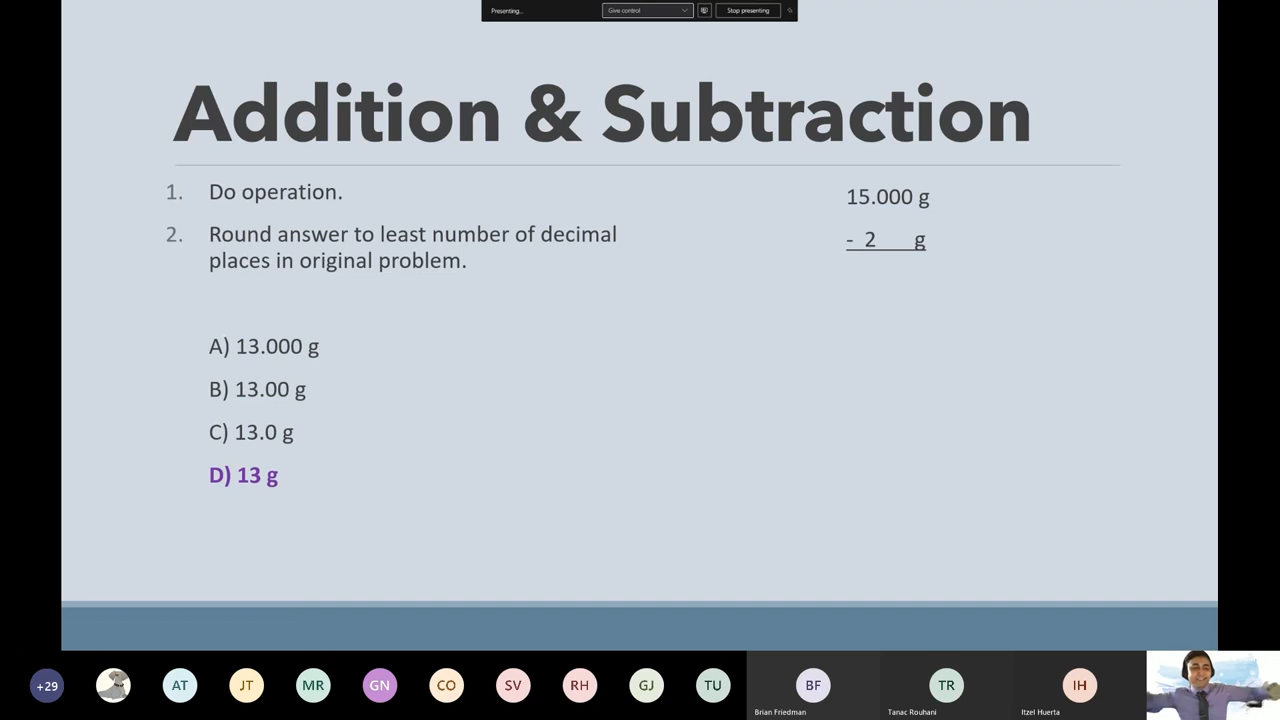 Presenting...
Give control
Stop presenting
Addition & Subtraction
1. Do operation.
2. Round answer to least number of decimal
places in original problem.
15.000 g
- 2 g
A) 13.000 g
B) 13.00 g
C) 13.0 g
D) 13 g
+29
AT
JT
MR
GN
CO
SV
RH
GJ
TU
BF
Brian Friedman
TR
Tanac Rouhani
IH
Itzel Huerta